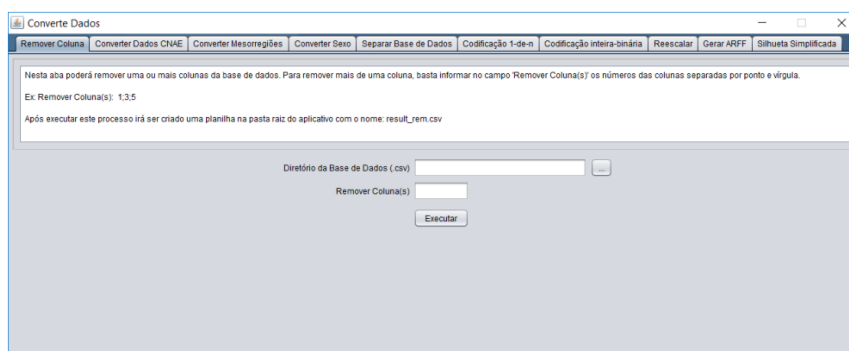 Converte Dados
Remover Coluna Converter Dados CNAE Converter Mesorregiões Converter Sexo Separar Base de Dados Codificação 1-de-n Codificação inteira-binária Reescalar Gerar ARFF Silhueta Simplificada
Nesta aba poderá remover uma ou mais colunas da base de dados. Para remover mais de uma coluna, basta informar no campo 'Remover Coluna(s)' os números das colunas separadas por ponto e vírgula.
Ex: Remover Coluna(s): 1;3;5
Após executar este processo irá ser criado uma planilha na pasta raiz do aplicativo com o nome: result_rem.csv
Diretório da Base de Dados (.csv) ...
Remover Coluna(s)
Executar